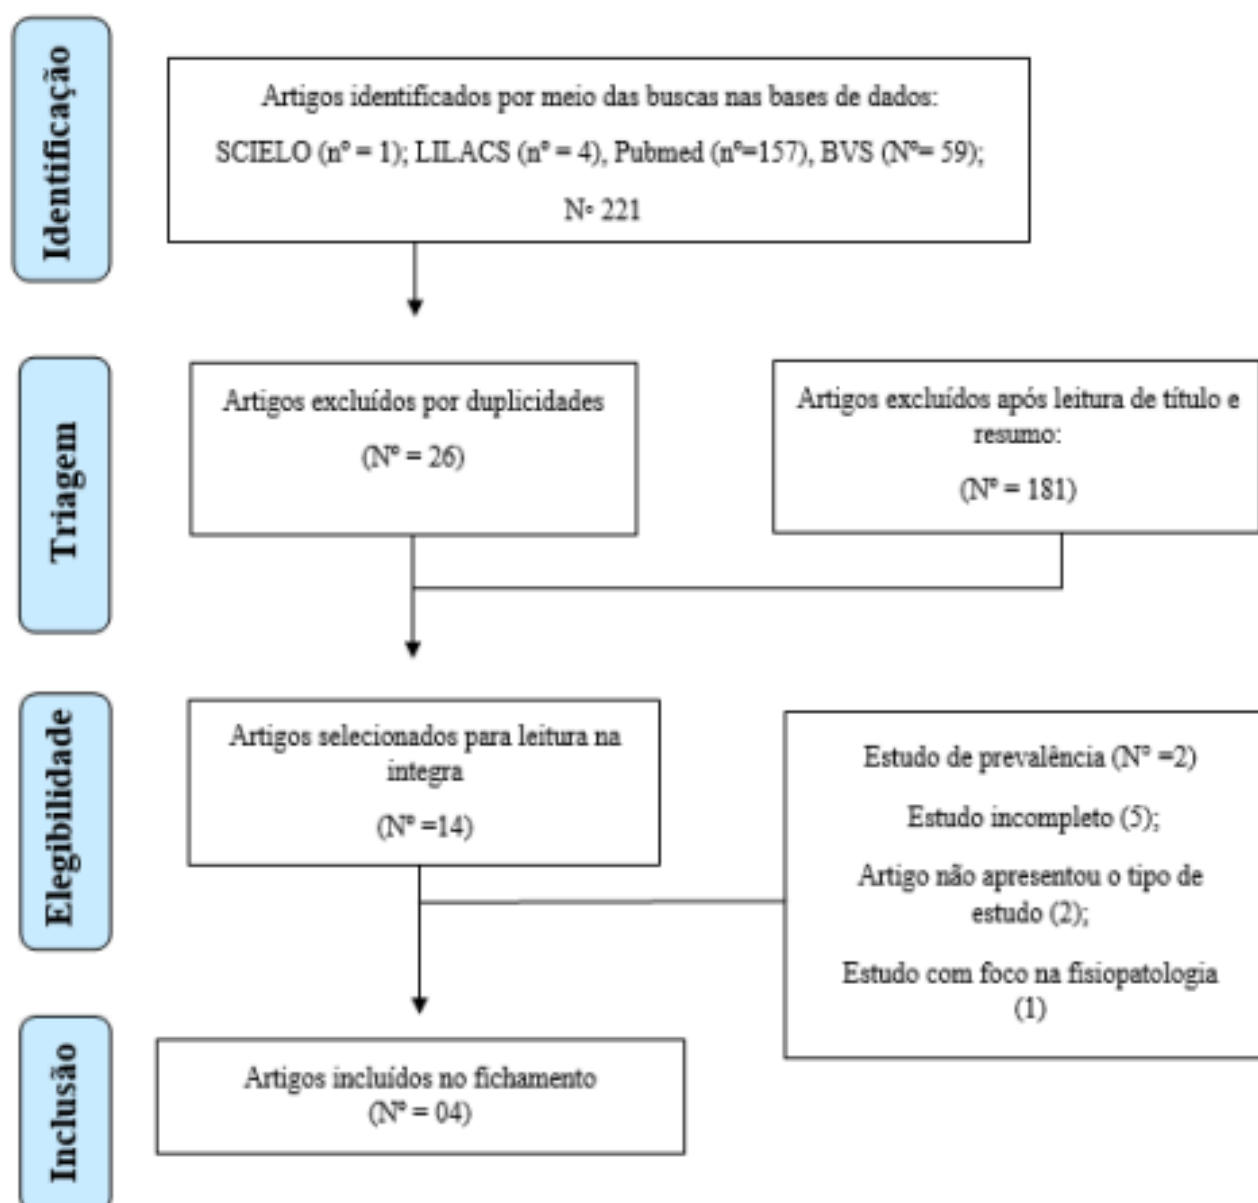 Identificação
Artigos identificados por meio das buscas nas bases de dados:
SCIELO (nº = 1); LILACS (nº = 4), Pubmed (nº=157), BVS (Nº= 59);
Nº 221
Triagem
Artigos excluídos por duplicidades
(Nº = 26)
Artigos excluídos após leitura de título e
resumo:
(Nº = 181)
Elegibilidade
Artigos selecionados para leitura na
integra
(Nº =14)
Estudo de prevalência (N° =2)
Estudo incompleto (5);
Artigo não apresentou o tipo de
estudo (2);
Estudo com foco na fisiopatologia
(1)
Inclusão
Artigos incluídos no fichamento
(Nº = 04)